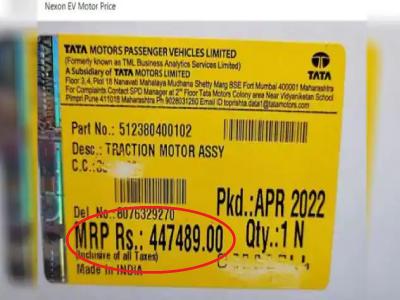 Nexon EV Motor Price
TATA MOTORS PASSENGER VEHICLES LIMITED
(Formerly known as TML Business Analytics Services Limited)
A Subsidiary of TATA MOTORS LIMITED
TATA
Floor 3,4, Plot 18 Nanavati Mahalaya Mudhana Shetty Marg BSE Fort Mumbai 400001 Maharashtra
For Complaints Contact SPD Manager at 2nd Floor Tata Motors Colony area Near Vidyaniketan School
Pimpri Pune 411018 Maharashtra Ph 9028031260 Email ID toprishta.data1@tatamotors.com
Part No.: 512380400102
Desc.: TRACTION MOTOR ASSY
C.C.:
Pkd.:APR 2022
Del No.:8076329270
MRP Rs.: 447489.00 Qty.:1 N
(Inclusive of all Taxes)
Made in INDIA